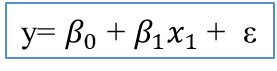 y= β₀ + β₁x₁ + ε